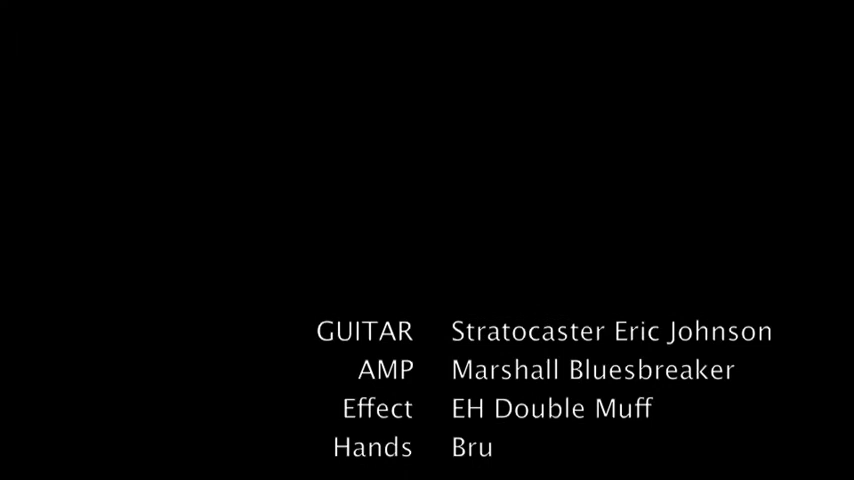 GUITAR Stratocaster Eric Johnson
AMP Marshall Bluesbreaker
Effect EH Double Muff
Hands Bru